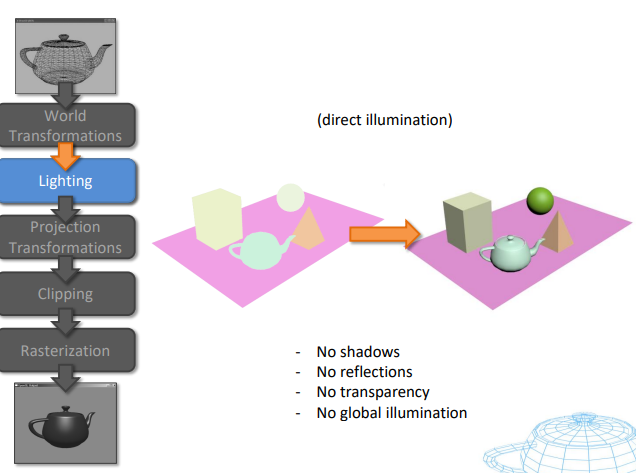 World
Transformations
Lighting
Projection
Transformations
Clipping
Rasterization
(direct illumination)
- No shadows
- No reflections
- No transparency
- No global illumination